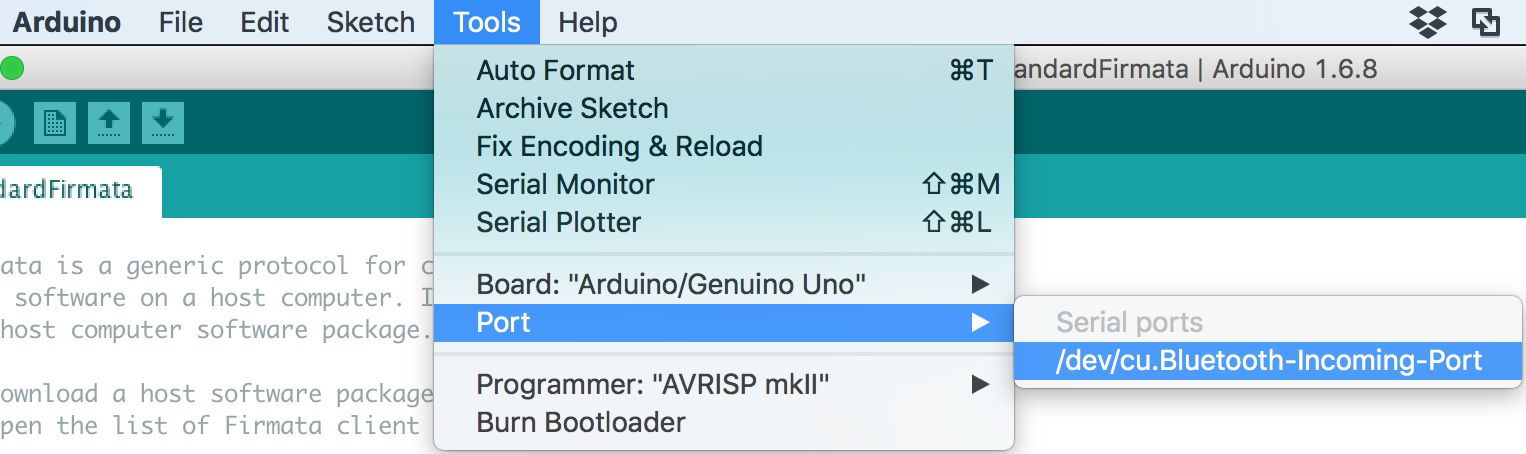 Arduino File Edit Sketch Tools Help
andardFirmata | Arduino 1.6.8
Auto Format ⌘T
Archive Sketch
Fix Encoding & Reload
Serial Monitor ⇧⌘M
Serial Plotter ⇧⌘L
Board: "Arduino/Genuino Uno" ▶
Port ▶
Programmer: "AVRISP mkII" ▶
Burn Bootloader
Serial ports
/dev/cu.Bluetooth-Incoming-Port
dardFirmata
ata is a generic protocol for c
software on a host computer. I
host computer software package.
ownload a host software package
pen the list of Firmata client